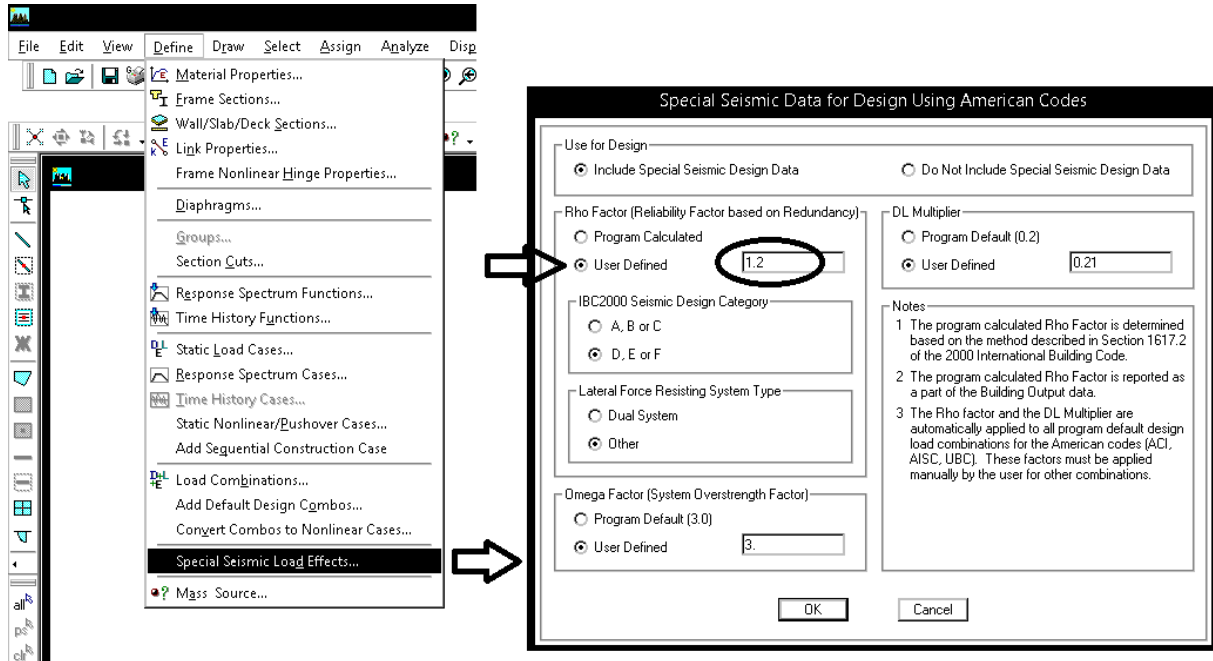 File Edit View Define Draw Select Assign Analyze Disp
Material Properties...
Frame Sections...
Wall/Slab/Deck Sections...
Link Properties...
Frame Nonlinear Hinge Properties...
Diaphragms...
Groups...
Section Cuts...
Response Spectrum Functions...
Time History Functions...
Static Load Cases...
Response Spectrum Cases...
Time History Cases...
Static Nonlinear/Pushover Cases...
Add Sequential Construction Case
Load Combinations...
Add Default Design Combos...
Convert Combos to Nonlinear Cases...
Special Seismic Load Effects...
Mass Source...
all
ps
clr
Special Seismic Data for Design Using American Codes
Use for Design
Include Special Seismic Design Data
Do Not Include Special Seismic Design Data
Rho Factor (Reliability Factor based on Redundancy)
Program Calculated
User Defined 1.2
IBC2000 Seismic Design Category
A, B or C
D, E or F
Lateral Force Resisting System Type
Dual System
Other
Omega Factor (System Overstrength Factor)
Program Default (3.0)
User Defined 3.
DL Multiplier
Program Default (0.2)
User Defined 0.21
Notes
1 The program calculated Rho Factor is determined
based on the method described in Section 1617.2
of the 2000 International Building Code.
2 The program calculated Rho Factor is reported as
a part of the Building Output data.
3 The Rho factor and the DL Multiplier are
automatically applied to all program default design
load combinations for the American codes (ACI,
AISC, UBC). These factors must be applied
manually by the user for other combinations.
OK Cancel